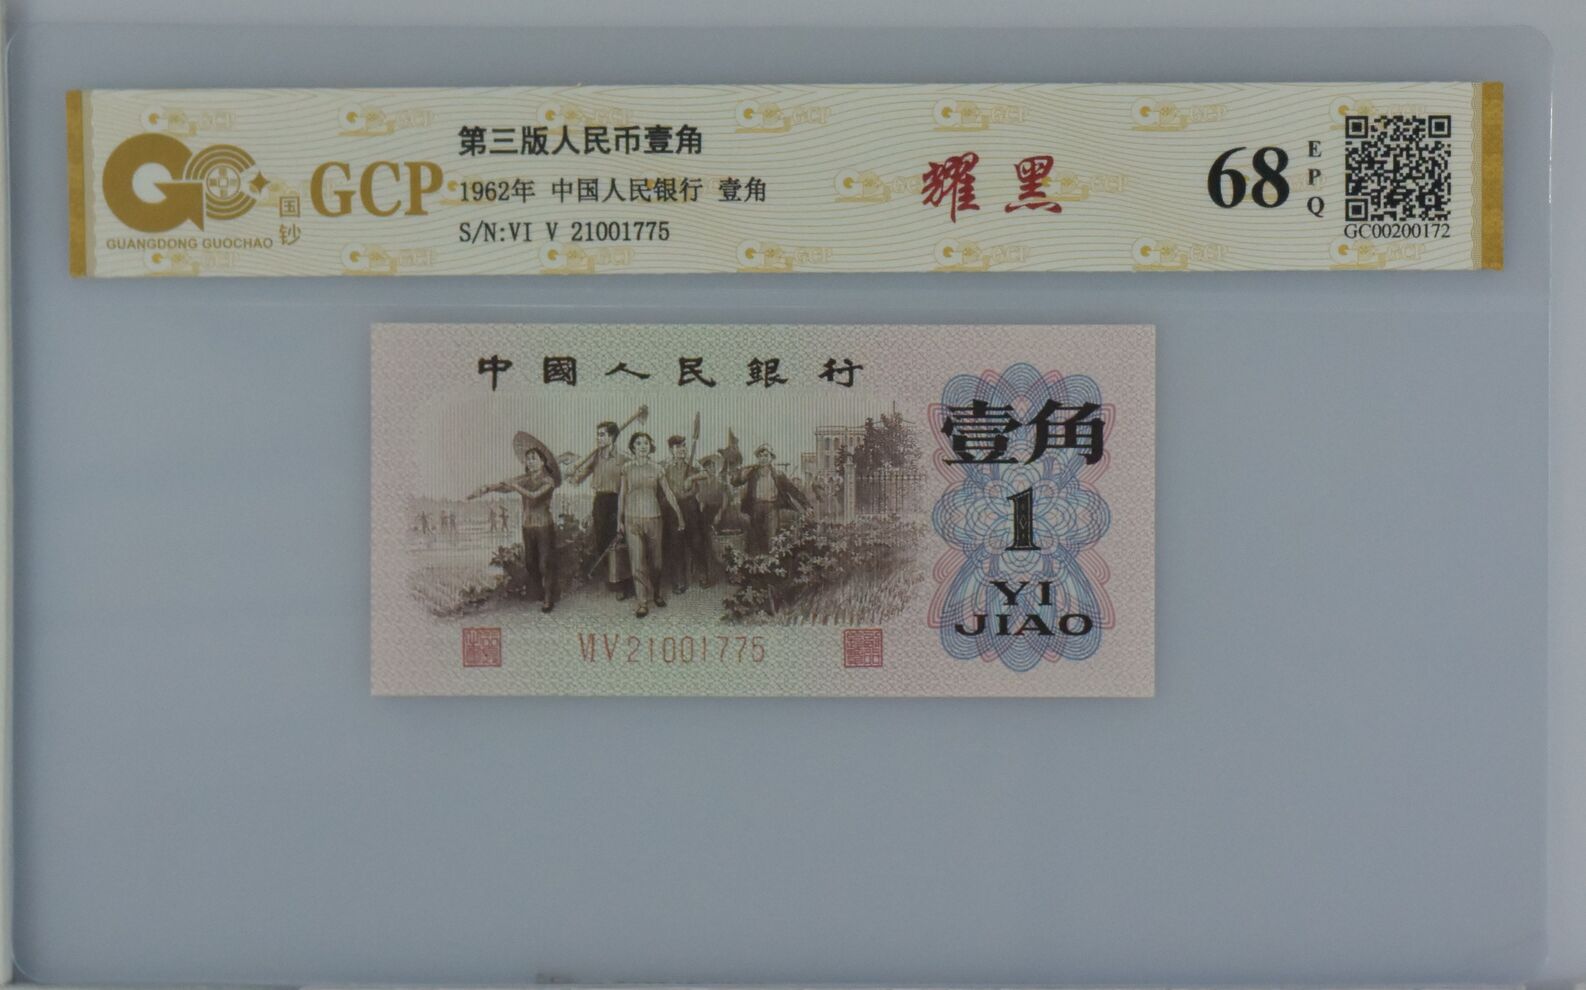 第三版人民币壹角
GCP
国钞
1962年 中国人民银行 壹角
S/N:VI V 21001775
GUANGDONG GUOCHAO
耀黑
68
EPQ
GC00200172
中國人民銀行
壹角
1
YI
JIAO
VI V 21001775